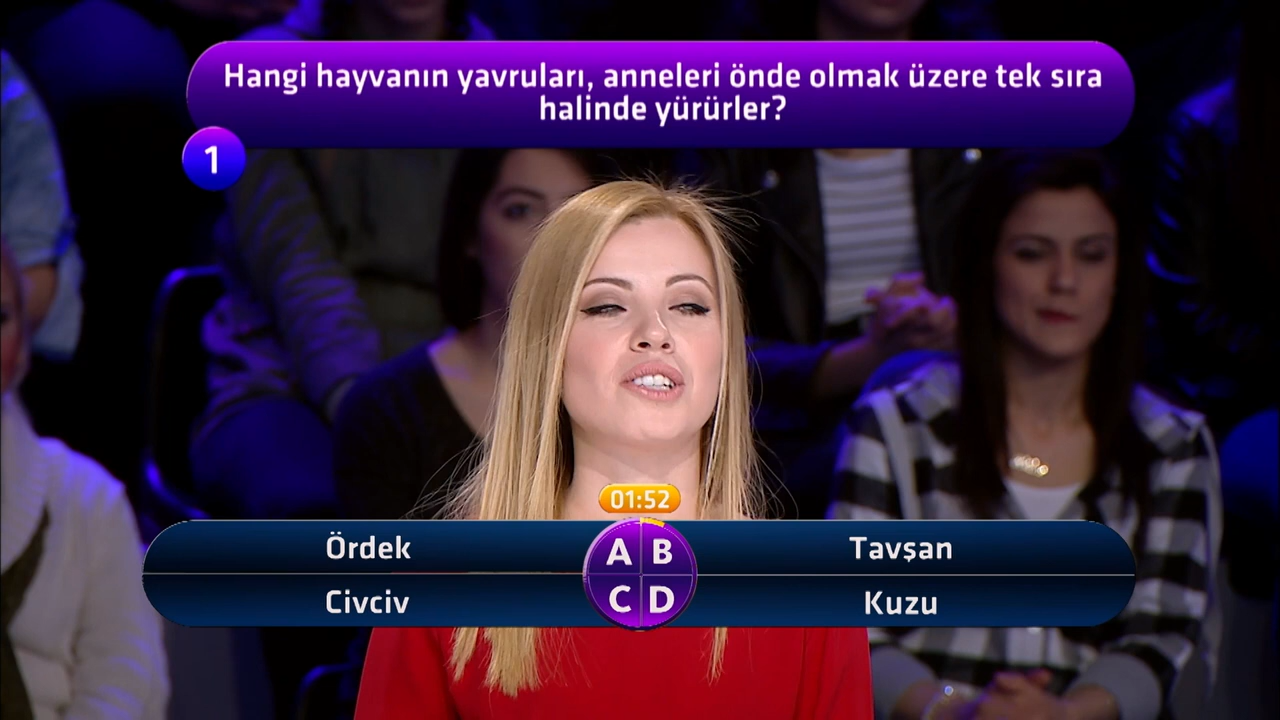 Hangi hayvanın yavruları, anneleri önde olmak üzere tek sıra
halinde yürürler?
1
01:52
Ördek
A
B
Tavşan
Civciv
C
D
Kuzu